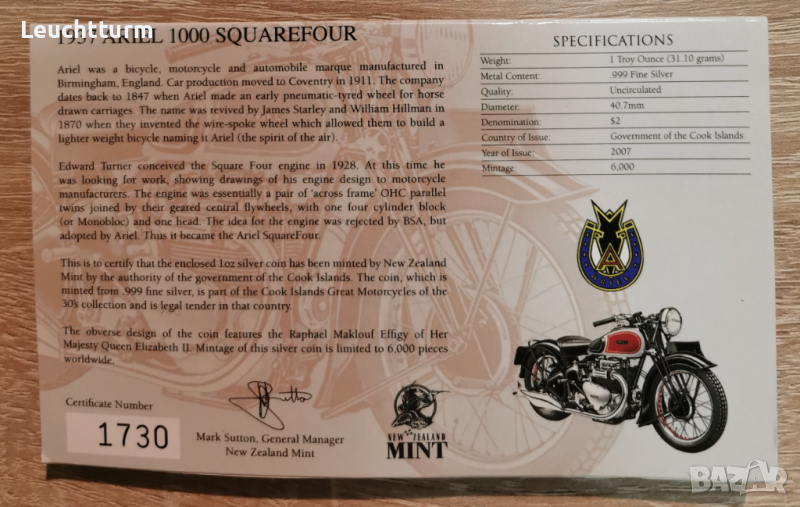 Leuchtturm
1937 ARIEL 1000 SQUAREFOUR
Ariel was a bicycle, motorcycle and automobile marque manufactured in
Birmingham, England. Car production moved to Coventry in 1911. The company
dates back to 1847 when Ariel made an early pneumatic-tyred wheel for horse
drawn carriages. The name was revived by James Starley and William Hillman in
1870 when they invented the wire-spoke wheel which allowed them to build a
lighter weight bicycle naming it Ariel (the spirit of the air).
Edward Turner conceived the Square Four engine in 1928. At this time he
was looking for work, showing drawings of his engine design to motorcycle
manufacturers. The engine was essentially a pair of 'across frame' OHC parallel
twins joined by their geared central flywheels, with one four cylinder block
(or Monobloc) and one head. The idea for the engine was rejected by BSA, but
adopted by Ariel. Thus it became the Ariel SquareFour.
This is to certify that the enclosed 1oz silver coin has been minted by New Zealand
Mint by the authority of the government of the Cook Islands. The coin, which is
minted from .999 fine silver, is part of the Cook Islands Great Motorcycles of the
30's collection and is legal tender in that country.
The obverse design of the coin features the Raphael Maklouf Effigy of Her
Majesty Queen Elizabeth II. Mintage of this silver coin is limited to 6,000 pieces
worldwide.
Certificate Number
1730
Mark Sutton, General Manager
New Zealand Mint
NEW ZEALAND
MINT
SPECIFICATIONS
Weight: 1 Troy Ounce (31.10 grams)
Metal Content: .999 Fine Silver
Quality: Uncirculated
Diameter: 40.7mm
Denomination: $2
Country of Issue: Government of the Cook Islands
Year of Issue: 2007
Mintage 6,000
A
ARIEL
BAZAR